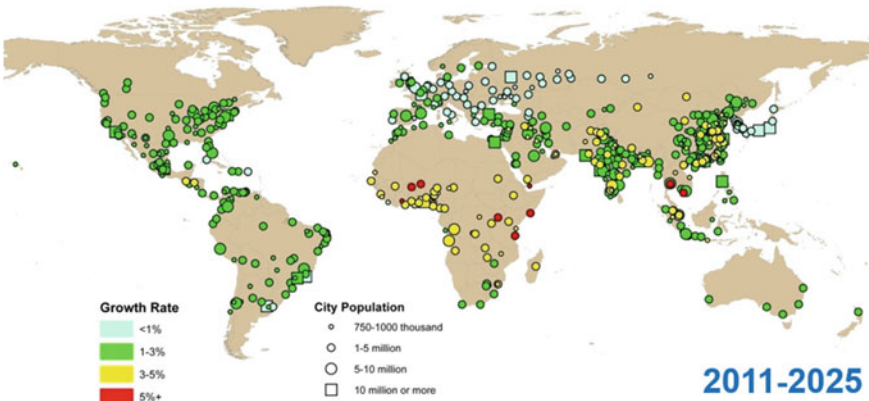 Growth Rate
<1%
1-3%
3-5%
5%+
City Population
750-1000 thousand
1-5 million
5-10 million
10 million or more
2011-2025